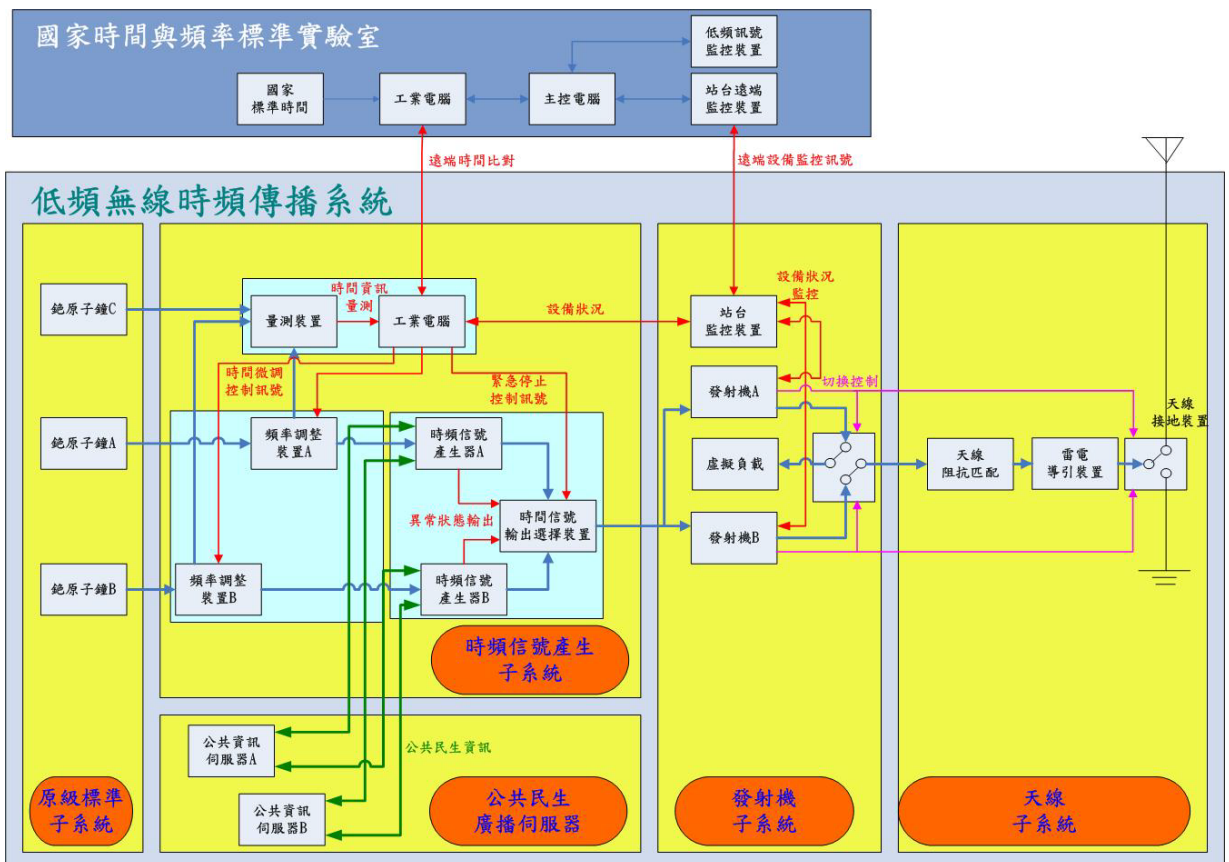 國家時間與頻率標準實驗室
低頻訊號
監控裝置
國家
標準時間
工業電腦
主控電腦
站台遠端
監控裝置
遠端時間比對
遠端設備監控訊號
低頻無線時頻傳播系統
銫原子鐘C
銫原子鐘A
銫原子鐘B
原級標準
子系統
時間資訊
量測
量測裝置
工業電腦
設備狀況
時間微調
控制訊號
緊急停止
控制訊號
頻率調整
裝置A
時頻信號
產生器A
異常狀態輸出
時間信號
輸出選擇裝置
頻率調整
裝置B
時頻信號
產生器B
時頻信號產生
子系統
公共資訊
伺服器A
公共民生資訊
公共資訊
伺服器B
公共民生
廣播伺服器
設備狀況
監控
站台
監控裝置
發射機A
切換控制
虛擬負載
發射機B
發射機
子系統
天線
接地裝置
天線
阻抗匹配
雷電
導引裝置
天線
子系統